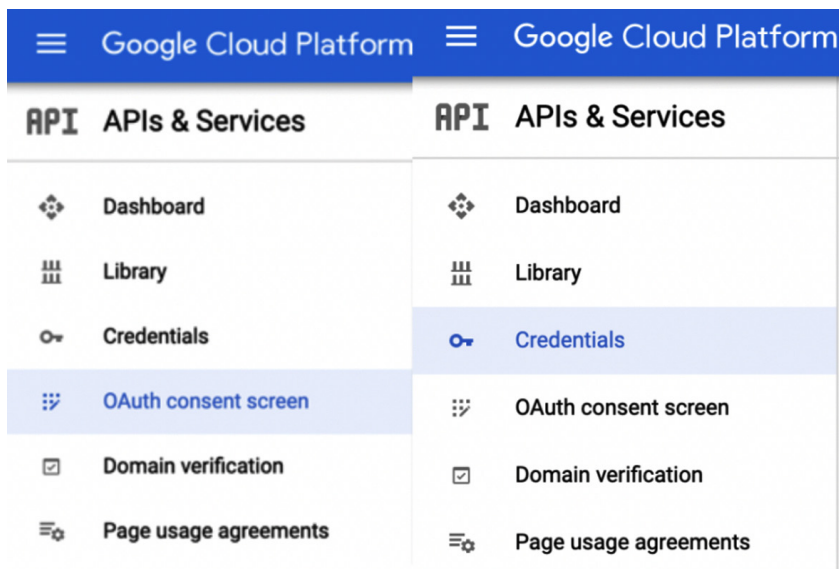 Google Cloud Platform
API APIs & Services
Dashboard
Library
Credentials
OAuth consent screen
Domain verification
Page usage agreements
Google Cloud Platform
API APIs & Services
Dashboard
Library
Credentials
OAuth consent screen
Domain verification
Page usage agreements